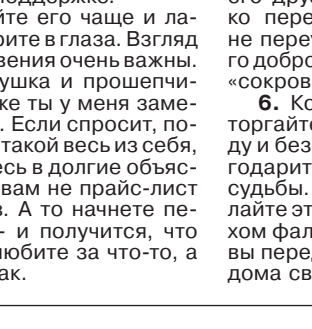 поддержке.
йте его чаще и ла-
рите в глаза. Взгляд
вения очень важны.
ушка и прошепчи-
же ты у меня заме-
. Если спросит, по-
такой весь из себя,
есь в долгие объяс-
вам не прайс-лист
. А то начнете пе-
- и получится, что
любите за что-то, а
ак.
ко пере
не переу
го добро
«сокров
6. Ко
торгайте
ду и без
годарит
судьбы.
лайте эт
хом фал
вы перед
дома св